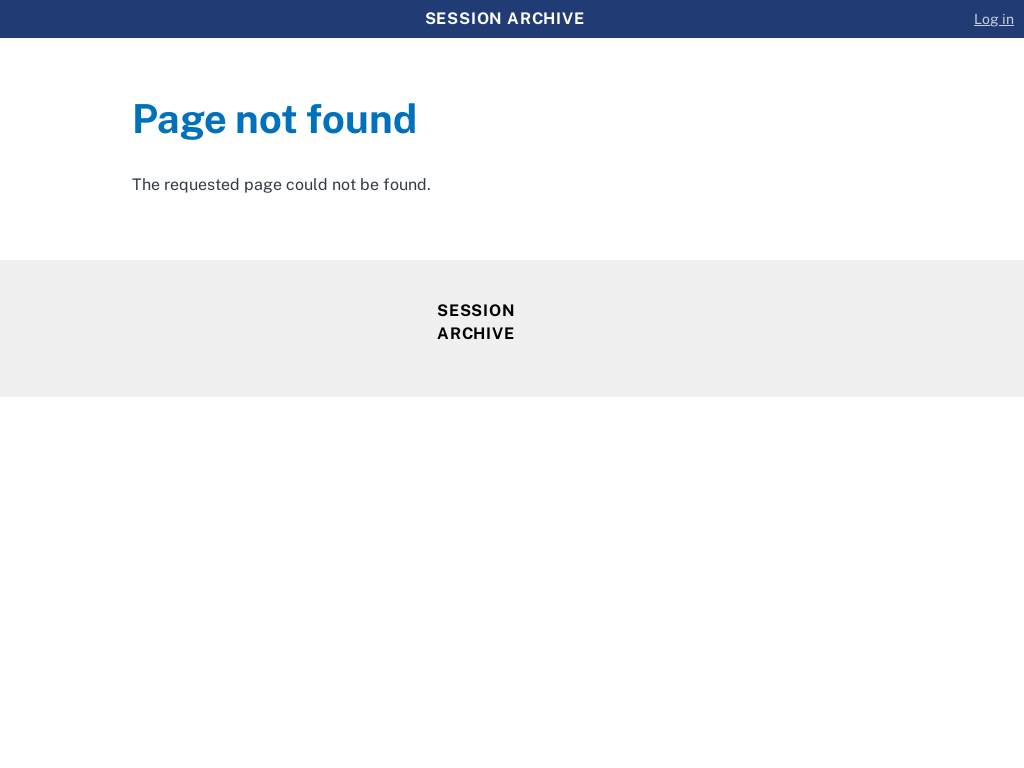 SESSION ARCHIVE
Log in
Page not found
The requested page could not be found.
SESSION
ARCHIVE